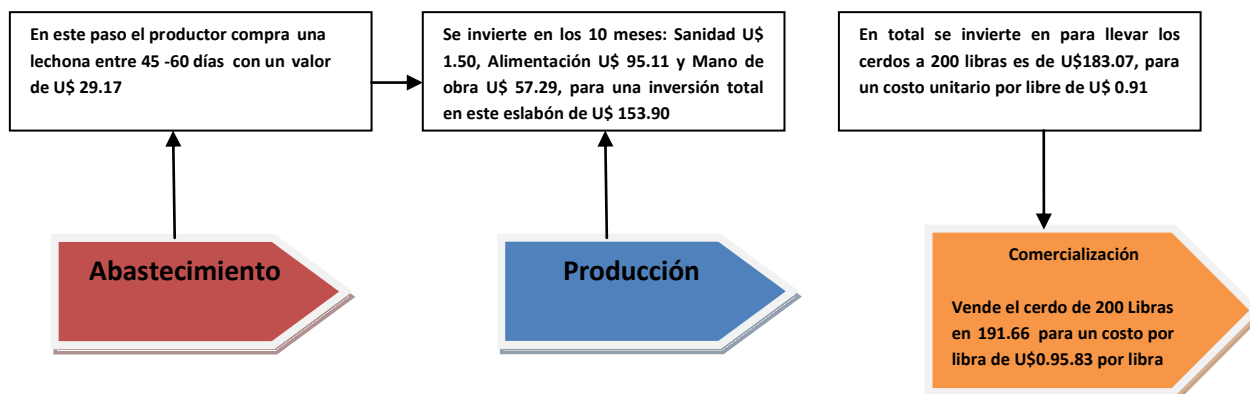 En este paso el productor compra una
lechona entre 45 -60 días con un valor
de U$ 29.17
Se invierte en los 10 meses: Sanidad U$
1.50, Alimentación U$ 95.11 y Mano de
obra U$ 57.29, para una inversión total
en este eslabón de U$ 153.90
En total se invierte en para llevar los
cerdos a 200 libras es de U$183.07, para
un costo unitario por libre de U$ 0.91
Abastecimiento
Producción
Comercialización
Vende el cerdo de 200 Libras
en 191.66 para un costo por
libra de U$0.95.83 por libra